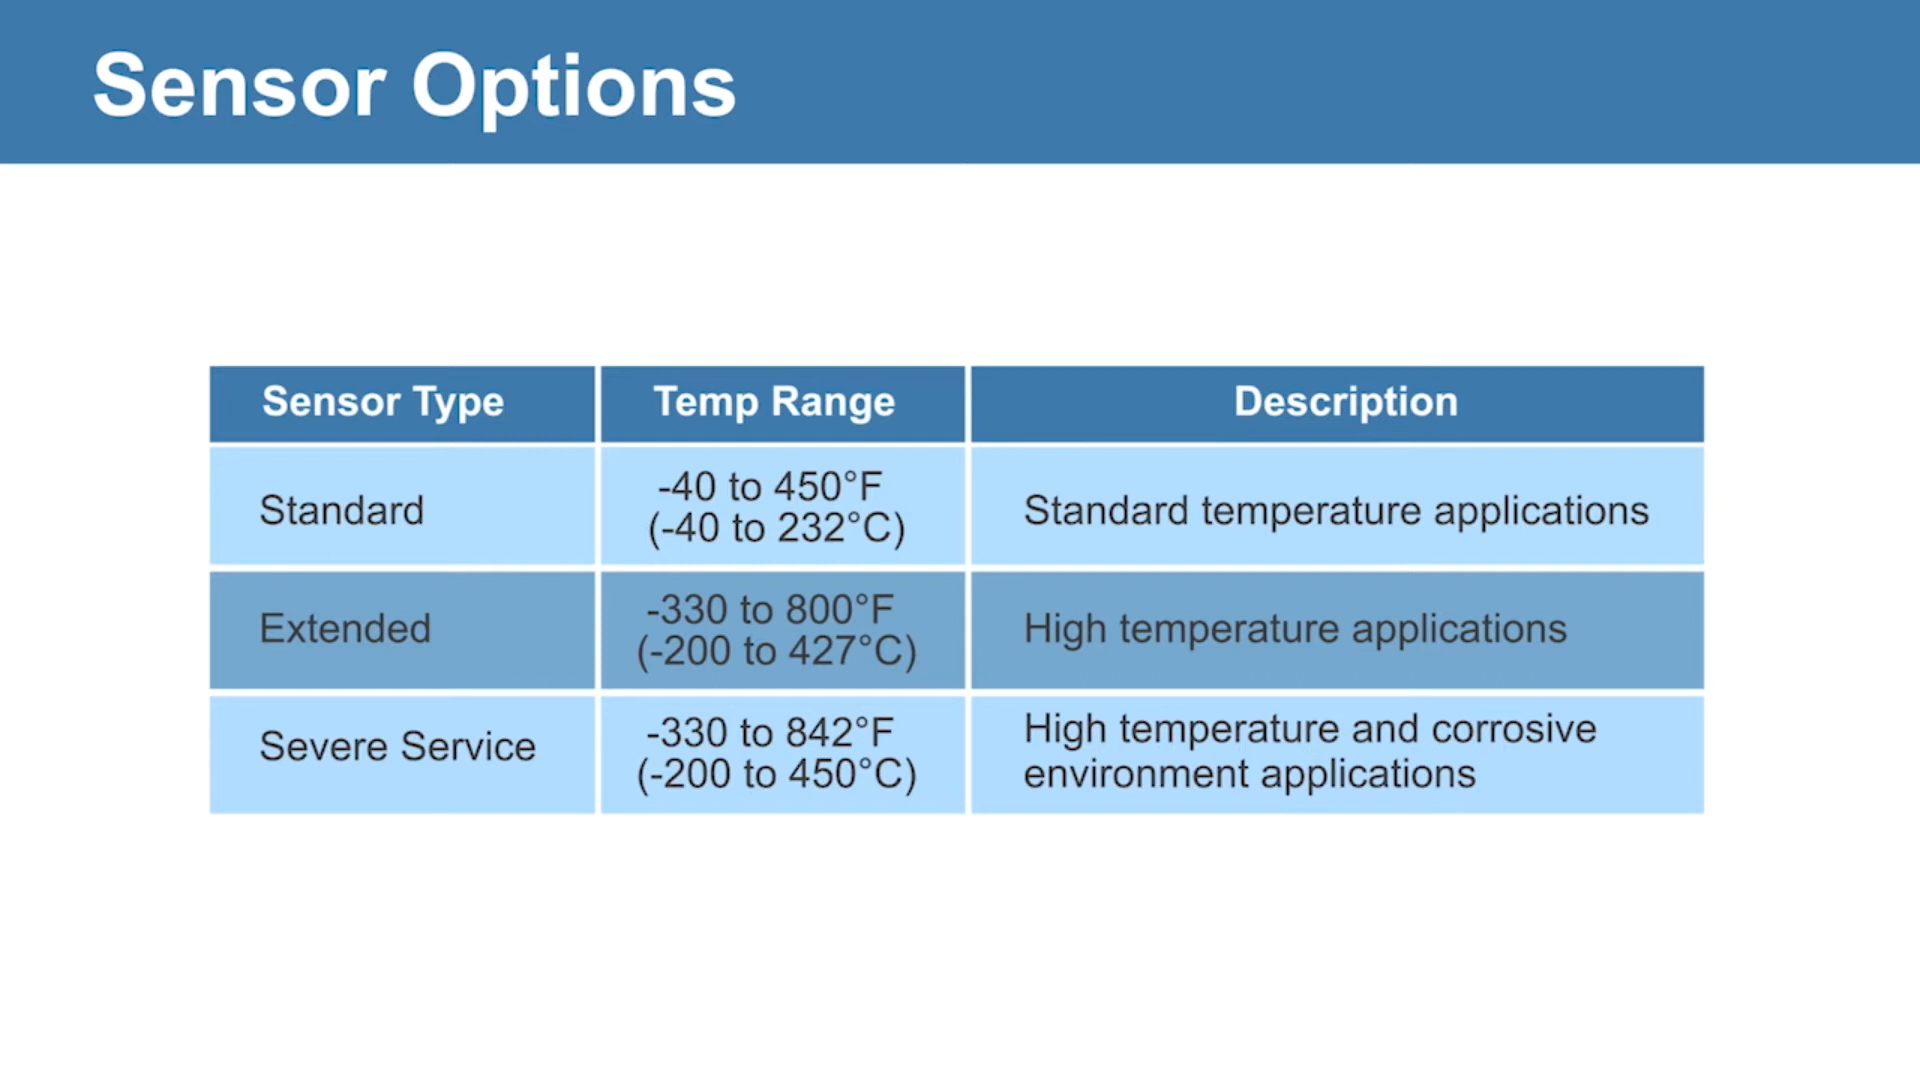 Sensor Options
Sensor Type Temp Range Description
Standard
-40 to 450°F
(-40 to 232°C)
Standard temperature applications
Extended
-330 to 800°F
(-200 to 427°C)
High temperature applications
Severe Service
-330 to 842°F
(-200 to 450°C)
High temperature and corrosive
environment applications